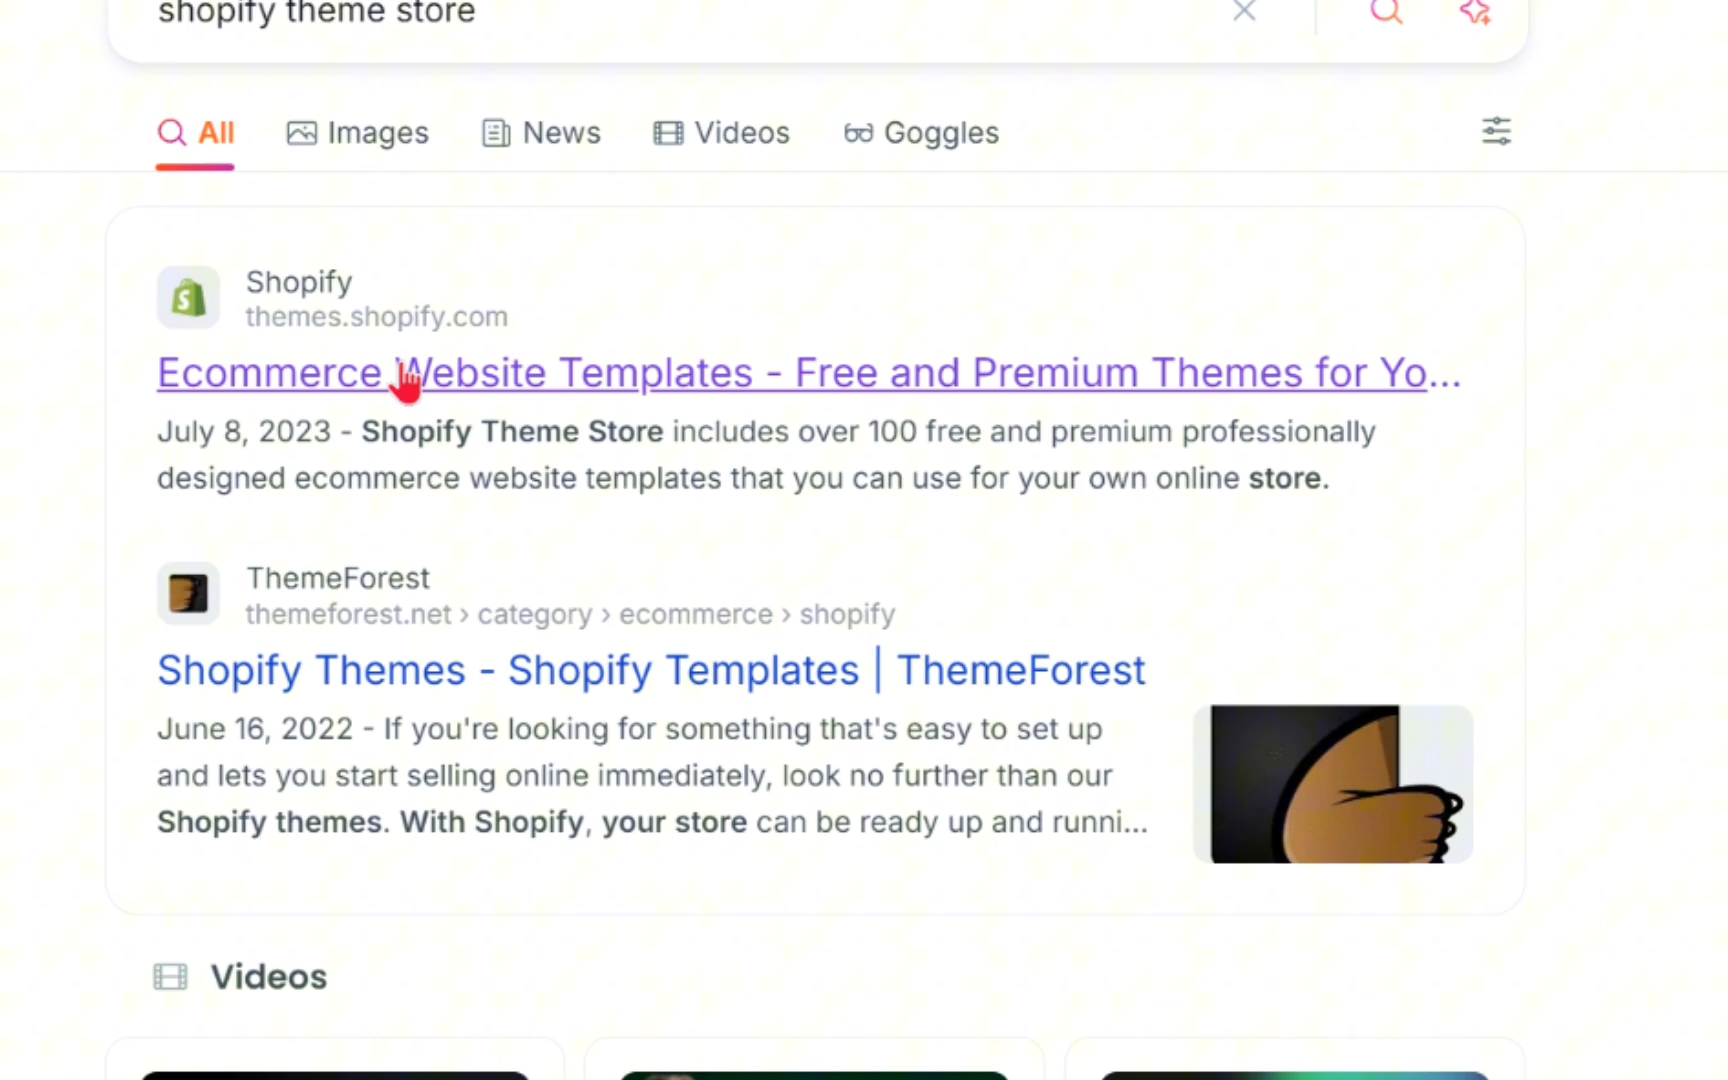 shopify theme store
All Images News Videos Goggles
Shopify
themes.shopify.com
Ecommerce Website Templates - Free and Premium Themes for Yo...
July 8, 2023 - Shopify Theme Store includes over 100 free and premium professionally
designed ecommerce website templates that you can use for your own online store.
ThemeForest
themeforest.net › category › ecommerce › shopify
Shopify Themes - Shopify Templates | ThemeForest
June 16, 2022 - If you're looking for something that's easy to set up
and lets you start selling online immediately, look no further than our
Shopify themes. With Shopify, your store can be ready up and runni...
Videos